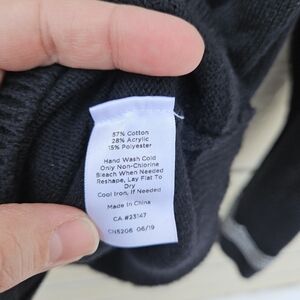 57% Cotton
28% Acrylic
15% Polyester
Hand Wash Cold
Only Non-Chlorine
Bleach When Needed
Reshape, Lay Flat To
Dry
Cool Iron, If Needed
Made in China
CA #23147
CN5206 06/19